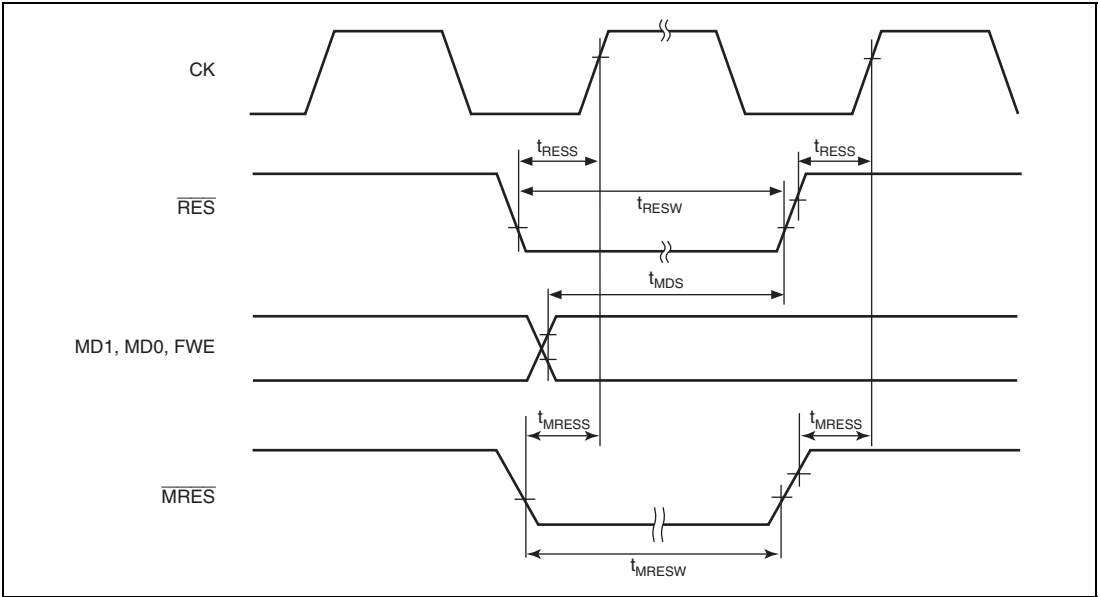 CK
tRESS
tRESS
RES
tRESW
tMDS
MD1, MD0, FWE
tMRESS
tMRESS
MRES
tMRESW